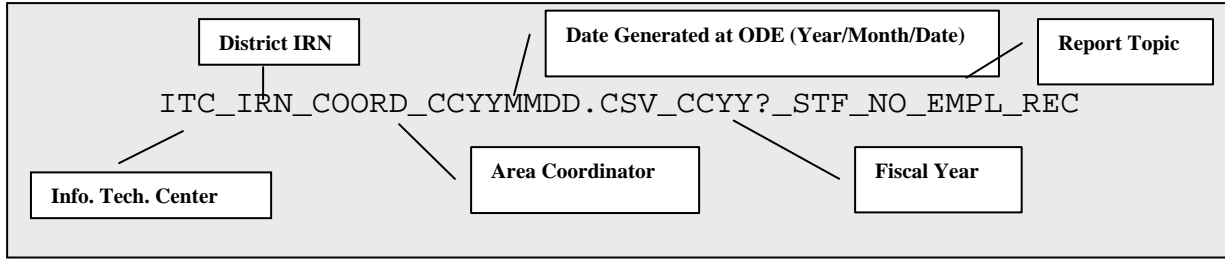 District IRN
Date Generated at ODE (Year/Month/Date)
Report Topic
ITC_IRN_COORD_CCYYMMDD.CSV_CCYY?_STF_NO_EMPL_REC
Info. Tech. Center
Area Coordinator
Fiscal Year